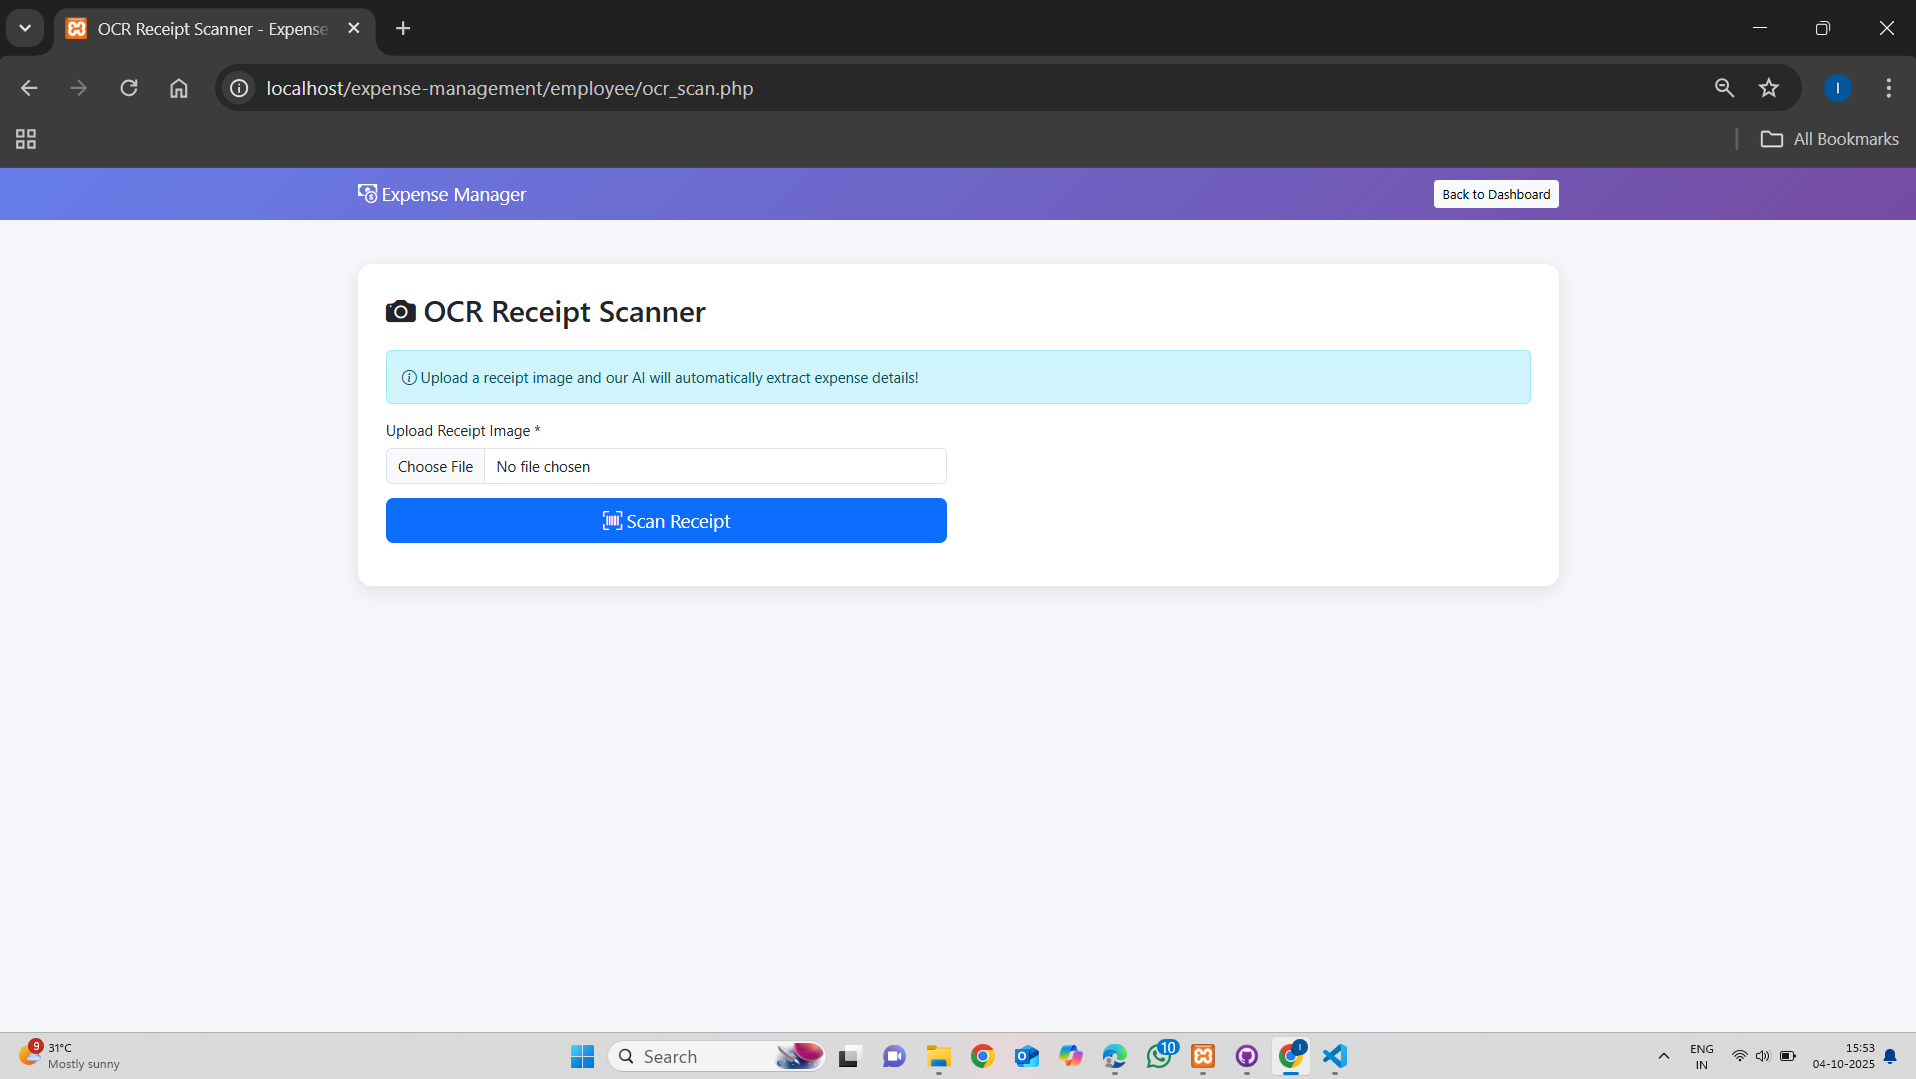 OCR Receipt Scanner - Expense
localhost/expense-management/employee/ocr_scan.php
I
All Bookmarks
Expense Manager
Back to Dashboard
OCR Receipt Scanner
Upload a receipt image and our AI will automatically extract expense details!
Upload Receipt Image *
Choose File No file chosen
Scan Receipt
9
31°C
Mostly sunny
Search
10
ENG
IN
15:53
04-10-2025